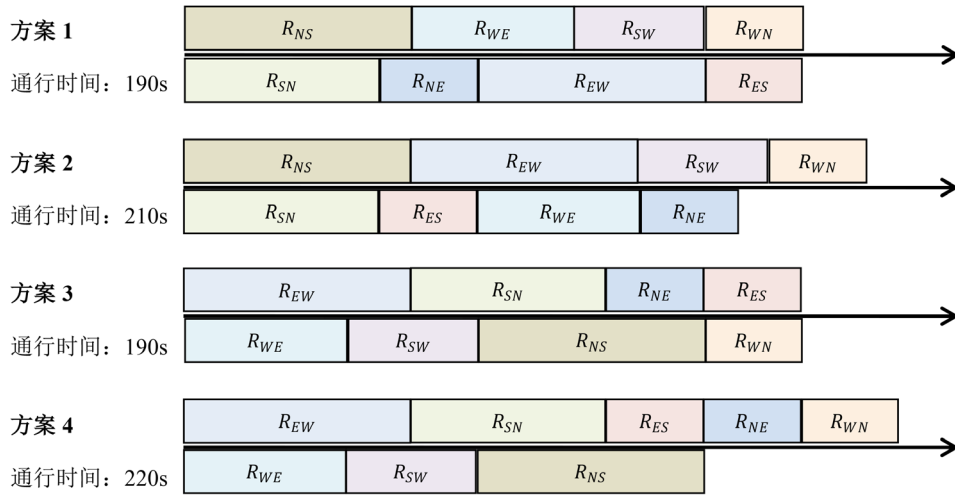 方案 1
R_NS R_WE R_SW R_WN
通行时间：190s
R_SN R_NE R_EW R_ES
方案 2
R_NS R_EW R_SW R_WN
通行时间：210s
R_SN R_ES R_WE R_NE
方案 3
R_EW R_SN R_NE R_ES
通行时间：190s
R_WE R_SW R_NS R_WN
方案 4
R_EW R_SN R_ES R_NE R_WN
通行时间：220s
R_WE R_SW R_NS